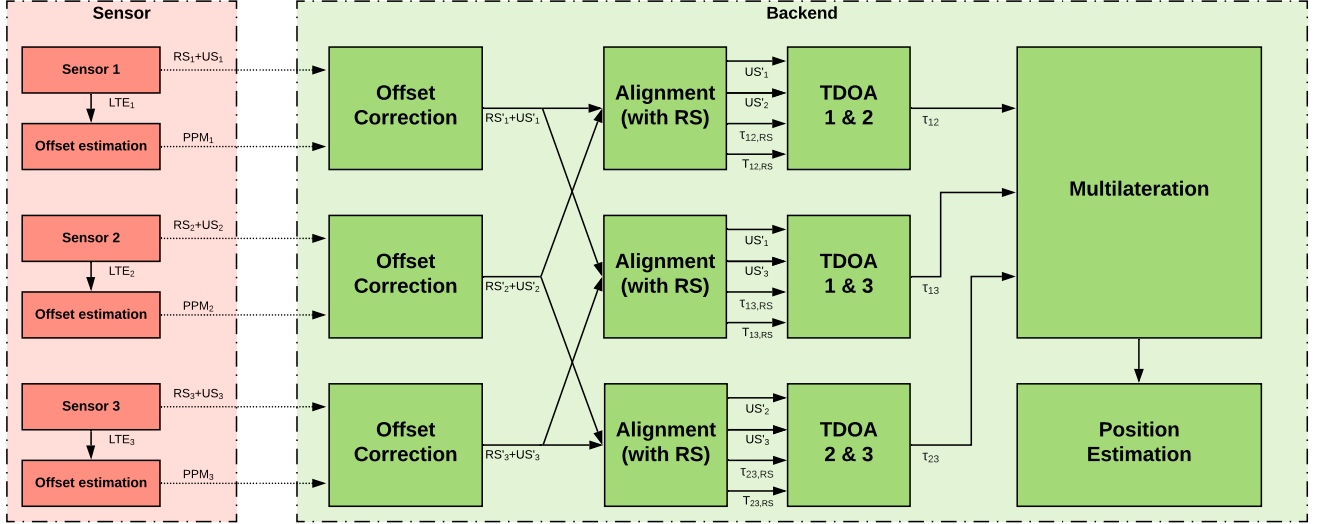 Sensor
Backend
Sensor 1
RS₁+US₁
LTE₁
Offset estimation
PPM₁
Sensor 2
RS₂+US₂
LTE₂
Offset estimation
PPM₂
Sensor 3
RS₃+US₃
LTE₃
Offset estimation
PPM₃
Offset
Correction
RS'₁+US'₁
Offset
Correction
RS'₂+US'₂
Offset
Correction
RS'₃+US'₃
Alignment
(with RS)
US'₁
US'₂
τ₁₂,RS
T₁₂,RS
TDOA
1 & 2
τ₁₂
Alignment
(with RS)
US'₁
US'₃
τ₁₃,RS
T₁₃,RS
TDOA
1 & 3
τ₁₃
Alignment
(with RS)
US'₂
US'₃
τ₂₃,RS
T₂₃,RS
TDOA
2 & 3
τ₂₃
Multilateration
Position
Estimation